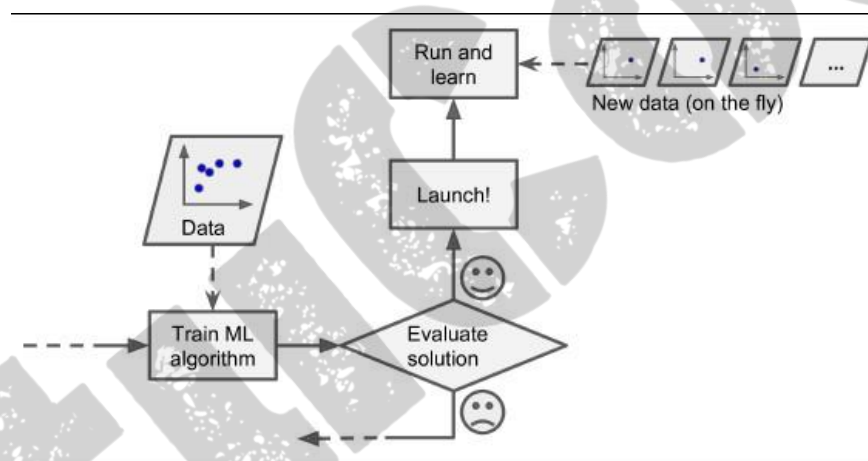 Run and
learn
...
New data (on the fly)
Launch!
Data
Train ML
algorithm
Evaluate
solution